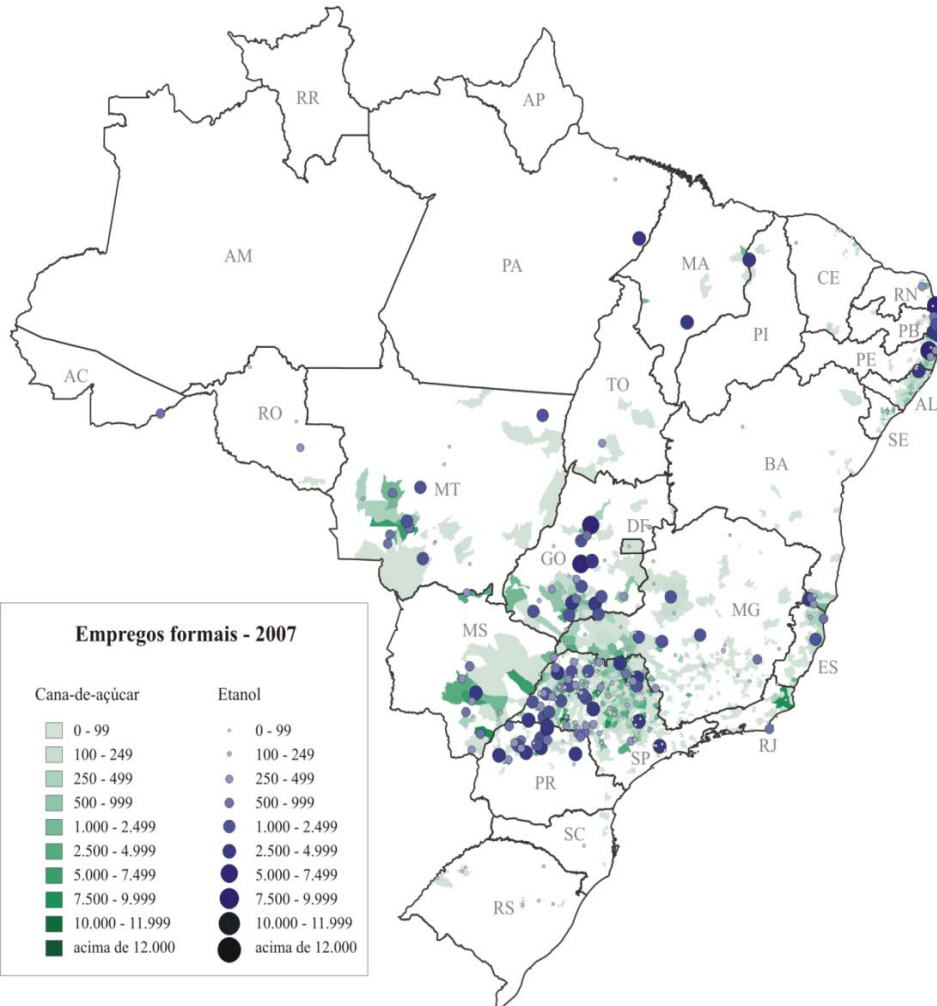 RR
AP
AM
PA
MA
CE
RN
PB
PI
PE
AC
TO
AL
RO
SE
BA
MT
DF
GO
MG
Empregos formais - 2007
MS
ES
Cana-de-açúcar
Etanol
0 - 99
0 - 99
100 - 249
100 - 249
250 - 499
250 - 499
RJ
500 - 999
500 - 999
SP
PR
1.000 - 2.499
1.000 - 2.499
SC
2.500 - 4.999
2.500 - 4.999
5.000 - 7.499
5.000 - 7.499
7.500 - 9.999
7.500 - 9.999
RS
10.000 - 11.999
10.000 - 11.999
acima de 12.000
acima de 12.000